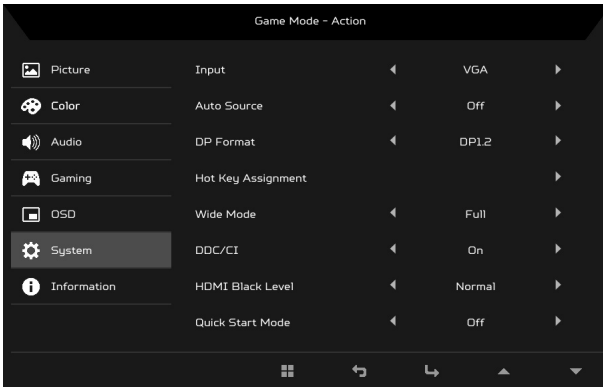 Game Mode - Action
Picture
Input VGA
Color
Auto Source Off
Audio
DP Format DP1.2
Gaming
Hot Key Assignment
OSD
Wide Mode Full
System
DDC/CI On
Information
HDMI Black Level Normal
Quick Start Mode Off